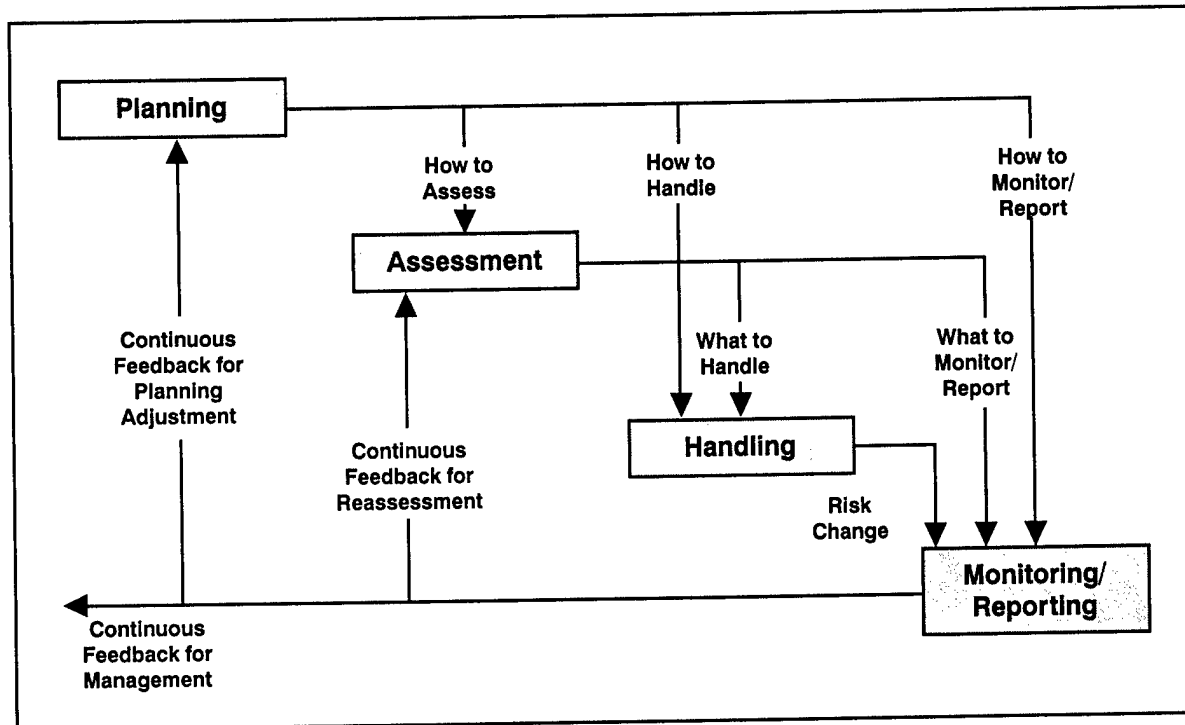 Planning
How to
Assess
How to
Handle
How to
Monitor/
Report
Assessment
Continuous
Feedback for
Planning
Adjustment
What to
Handle
What to
Monitor/
Report
Continuous
Feedback for
Reassessment
Handling
Risk
Change
Monitoring/
Reporting
Continuous
Feedback for
Management